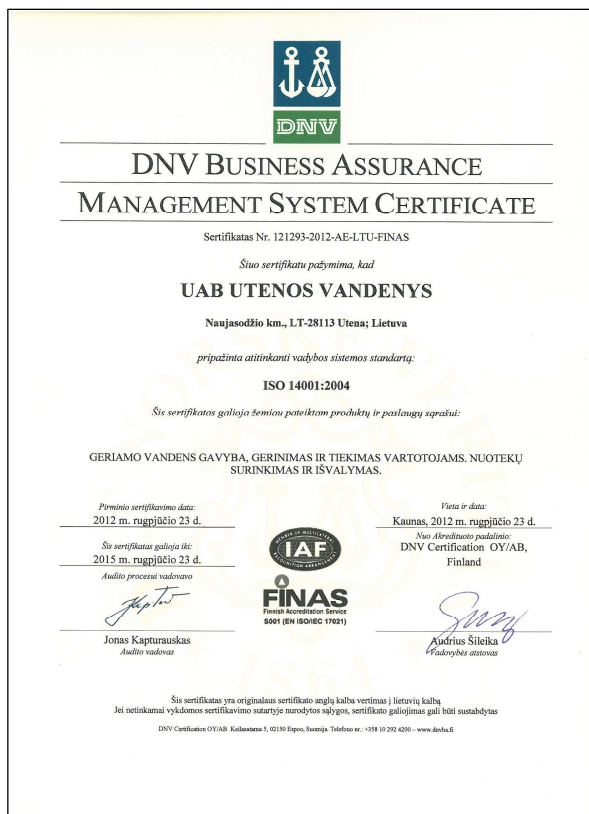 DNV
DNV BUSINESS ASSURANCE
MANAGEMENT SYSTEM CERTIFICATE
Sertifikatas Nr. 121293-2012-AE-LTU-FINAS
Šiuo sertifikatu pažymima, kad
UAB UTENOS VANDENYS
Naujasodžio km., LT-28113 Utena; Lietuva
pripažinta atitinkanti vadybos sistemos standartą:
ISO 14001:2004
Šis sertifikatas galioja žemiau pateiktam produktų ir paslaugų sąrašui:
GERIAMO VANDENS GAVYBA, GERINIMAS IR TIEKIMAS VARTOTOJAMS. NUOTEKŲ
SURINKIMAS IR IŠVALYMAS.
Pirminio sertifikavimo data:
2012 m. rugpjūčio 23 d.
Šis sertifikatas galioja iki:
2015 m. rugpjūčio 23 d.
Audito procesui vadovavo
Jonas Kapturauskas
Audito vadovas
MEMBER OF MULTILATERAL
IAF
RECOGNITION ARRANGEMENT
FINAS
Finnish Accreditation Service
S001 (EN ISO/IEC 17021)
Vieta ir data:
Kaunas, 2012 m. rugpjūčio 23 d.
Nuo Akredituoto padalinio:
DNV Certification OY/AB,
Finland
Audrius Šileika
Vadovybės atstovas
1864
Šis sertifikatas yra originalaus sertifikato anglų kalba vertimas į lietuvių kalbą
Jei netinkamai vykdomos sertifikavimo sutartyje nurodytos sąlygos, sertifikato galiojimas gali būti sustabdytas
DNV Certification OY/AB Keilasatama 5, 02150 Espoo, Suomija. Telefono nr.: +358 10 292 4200 – www.dnvba.fi